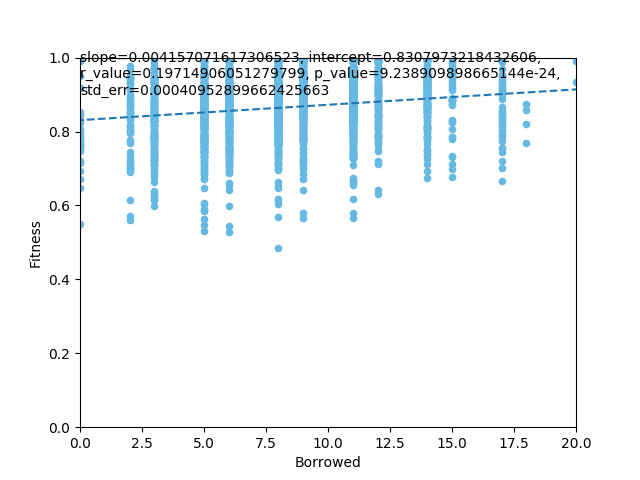 slope=0.004157071617306523, intercept=0.8307973218432606,
r_value=0.19714906051279799, p_value=9.238909898665144e-24,
std_err=0.00040952899662425663
1.0
0.8
0.6
0.4
0.2
0.0
Fitness
0.0 2.5 5.0 7.5 10.0 12.5 15.0 17.5 20.0
Borrowed